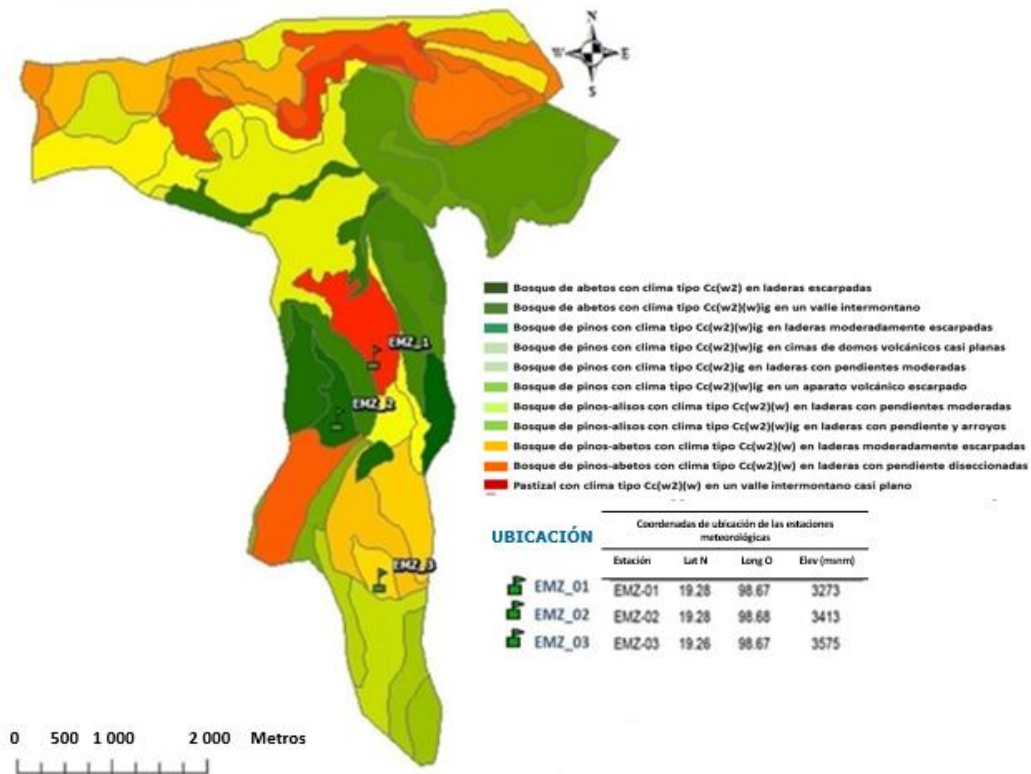 N
W E
S
Bosque de abetos con clima tipo Cc(w2) en laderas escarpadas
Bosque de abetos con clima tipo Cc(w2)(w)ig en un valle intermontano
Bosque de pinos con clima tipo Cc(w2)(w)ig en laderas moderadamente escarpadas
Bosque de pinos con clima tipo Cc(w2)(w)ig en cimas de domos volcánicos casi planas
Bosque de pinos con clima tipo Cc(w2)ig en laderas con pendientes moderadas
Bosque de pinos con clima tipo Cc(w2)(w)ig en un aparato volcánico escarpado
Bosque de pinos-alisos con clima tipo Cc(w2)(w) en laderas con pendientes moderadas
Bosque de pinos-alisos con clima tipo Cc(w2)(w)ig en laderas con pendiente y arroyos
Bosque de pinos-abetos con clima tipo Cc(w2)(w) en laderas moderadamente escarpadas
Bosque de pinos-abetos con clima tipo Cc(w2)(w) en laderas con pendiente diseccionadas
Pastizal con clima tipo Cc(w2)(w) en un valle intermontano casi plano
EMZ_1
EMZ_2
EMZ_3
UBICACIÓN
Coordenadas de ubicación de las estaciones
meteorológicas
Estación Lat N Long O Elev (msnm)
EMZ_01 EMZ-01 19.28 98.67 3273
EMZ_02 EMZ-02 19.28 98.68 3413
EMZ_03 EMZ-03 19.26 98.67 3575
0 500 1 000 2 000 Metros